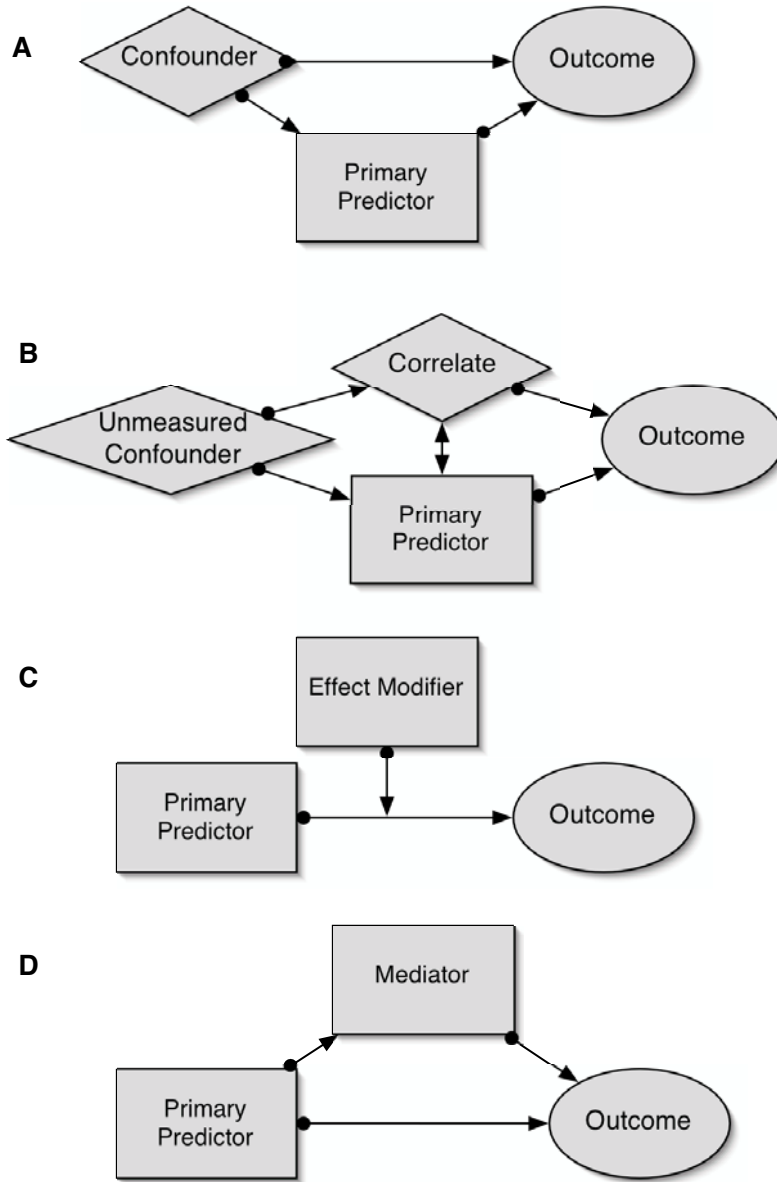 A
Confounder
Outcome
Primary
Predictor
B
Correlate
Unmeasured
Confounder
Outcome
Primary
Predictor
C
Effect Modifier
Primary
Predictor
Outcome
D
Mediator
Primary
Predictor
Outcome